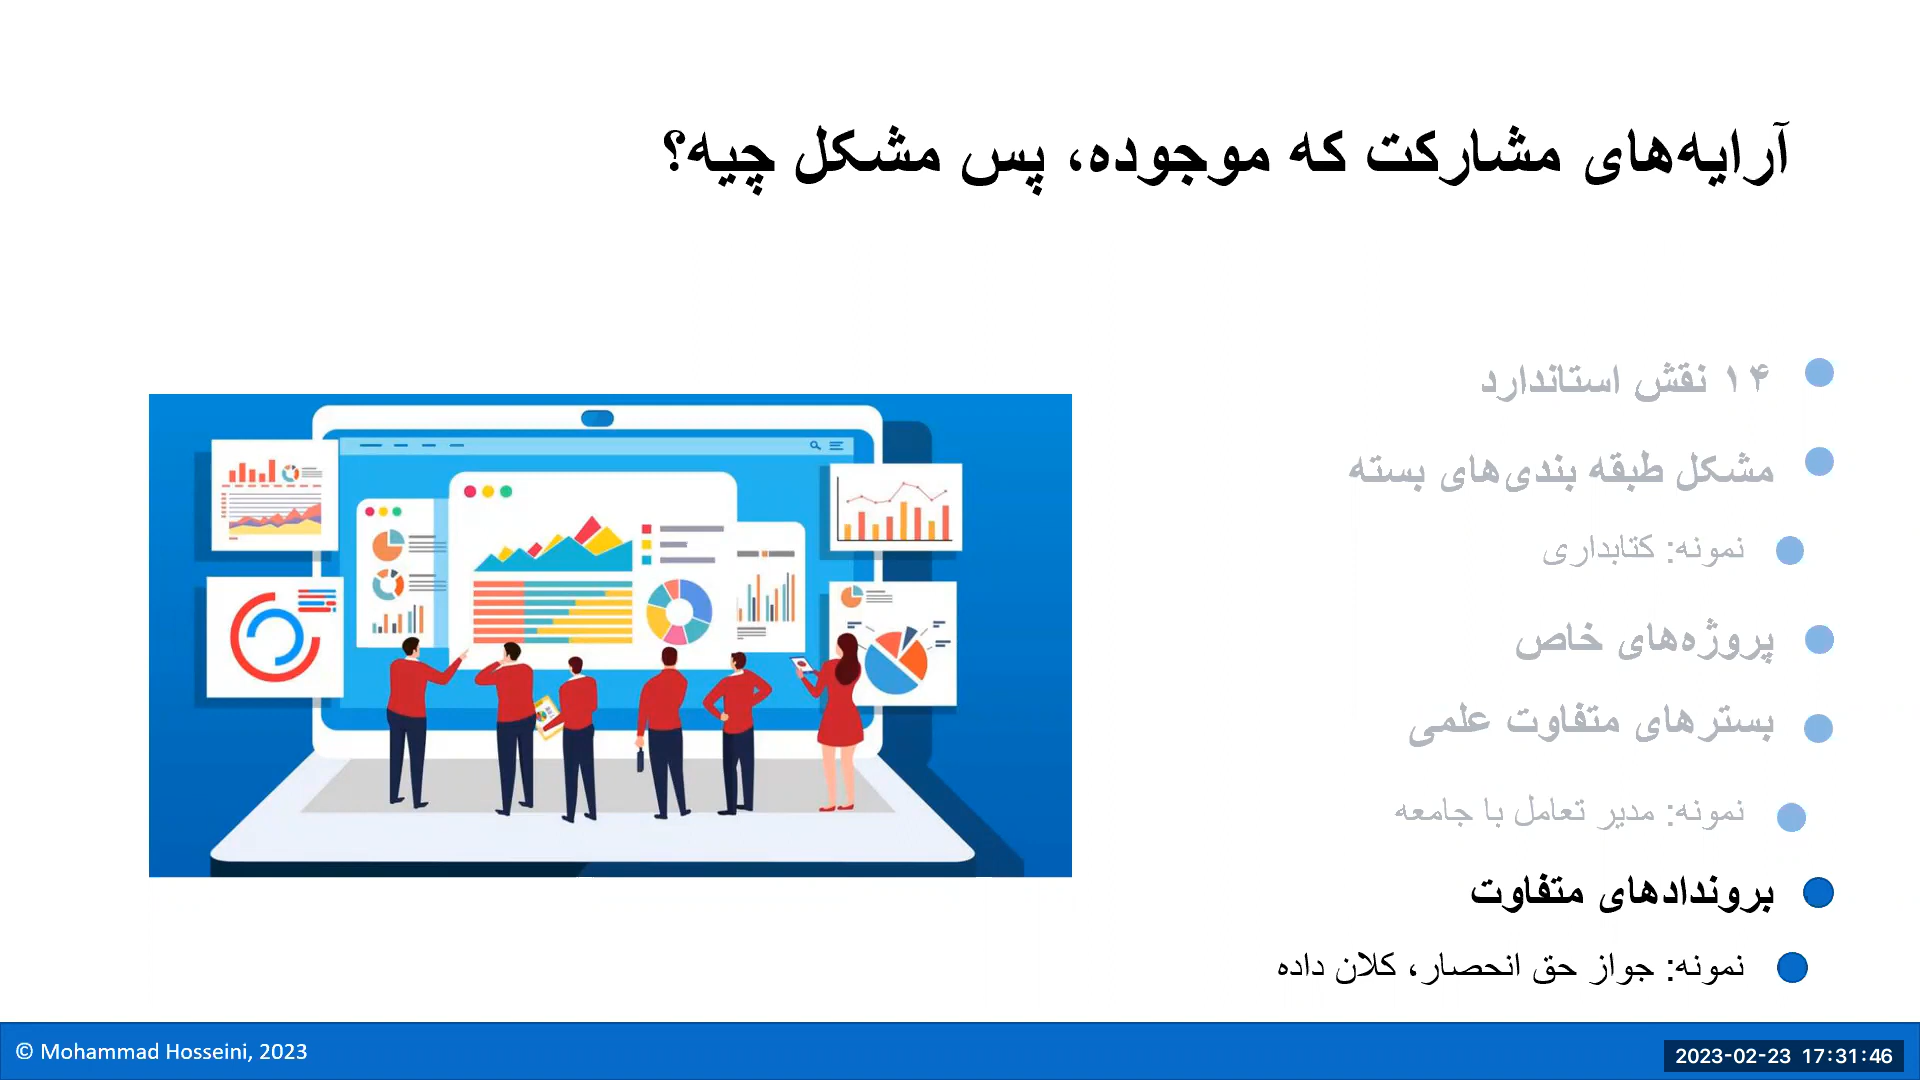 آرایه‌های مشارکت که موجوده، پس مشکل چیه؟
۱۴ نقش استاندارد
مشکل طبقه بندی‌های بسته
نمونه: کتابداری
پروژه‌های خاص
بسترهای متفاوت علمی
نمونه: مدیر تعامل با جامعه
بروندادهای متفاوت
نمونه: جواز حق انحصار، کلان داده
© Mohammad Hosseini, 2023
2023-02-23 17:31:46